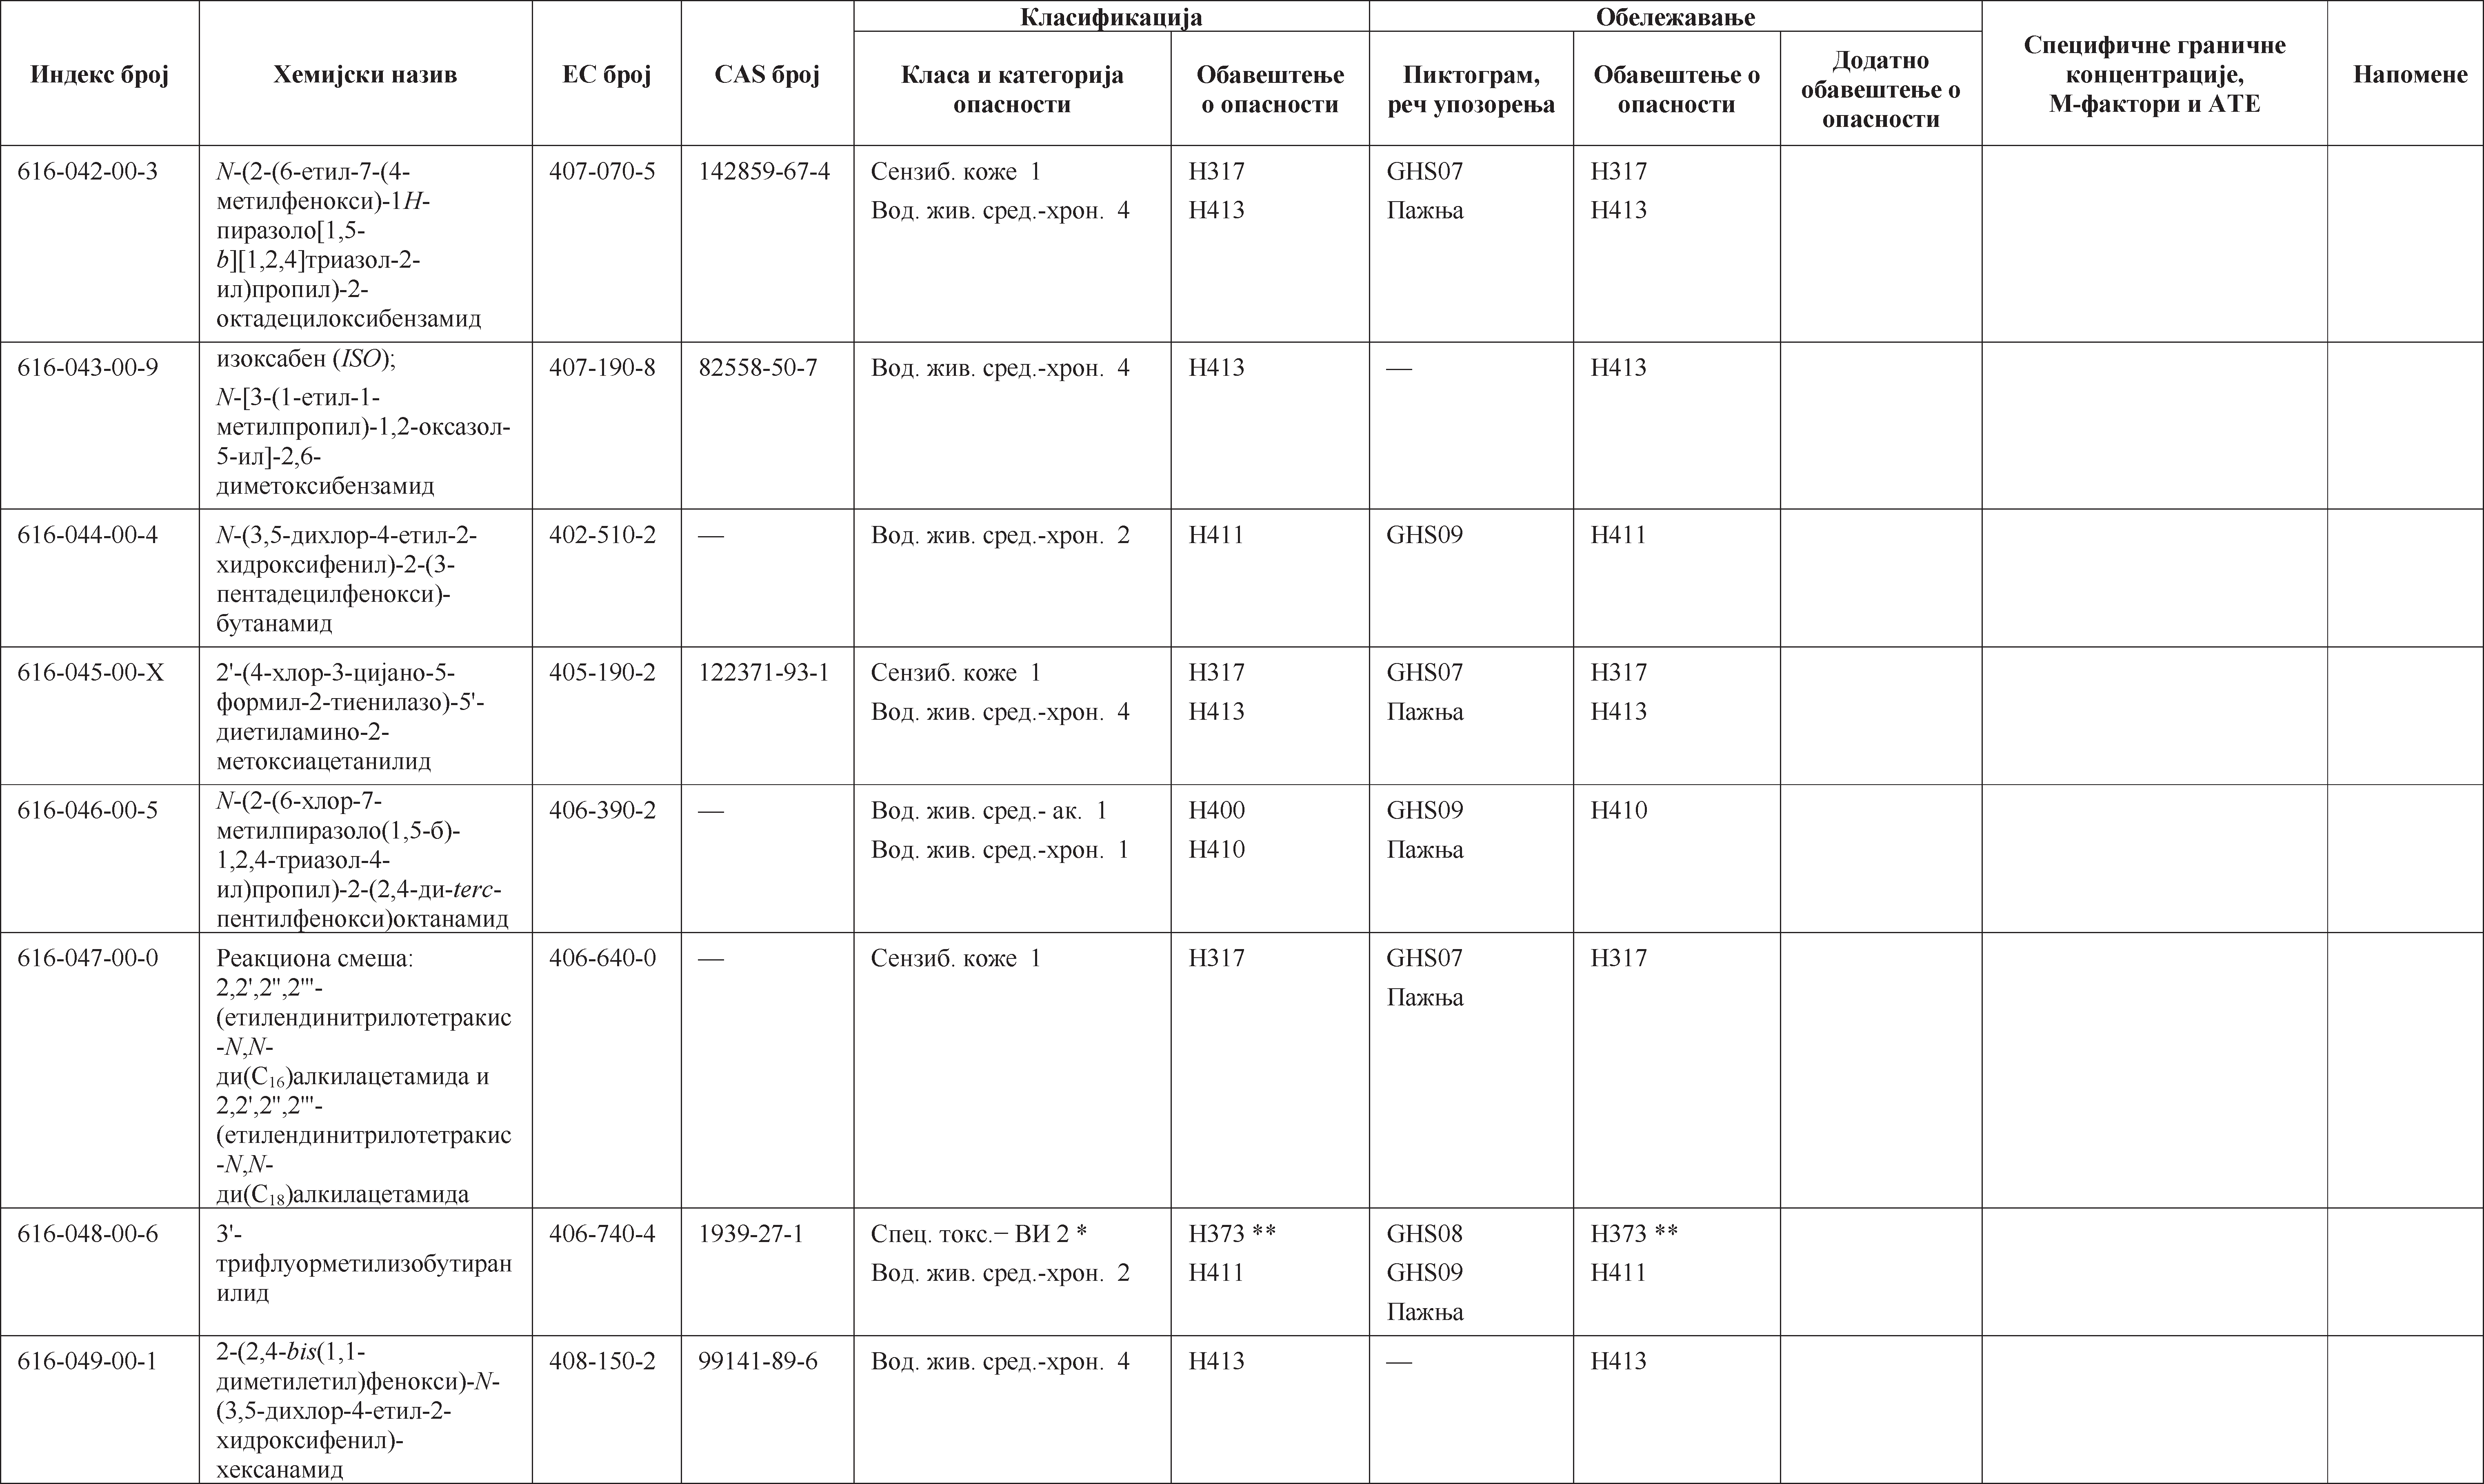 Индекс број
Хемијски назив
ЕС број
CAS број
Класификација
Обележавање
Специфичне граничне
концентрације,
М-фактори и АТЕ
Напомене
Класа и категорија
опасности
Обавештење
о опасности
Пиктограм,
реч упозорења
Обавештење о
опасности
Додатно
обавештење о
опасности
616-042-00-3
N-(2-(6-етил-7-(4-
метилфенокси)-1H-
пиразоло[1,5-
b][1,2,4]триазол-2-
ил)пропил)-2-
октадецилоксибензамид
407-070-5
142859-67-4
Сензиб. коже 1
Вод. жив. сред.-хрон. 4
H317
H413
GHS07
Пажња
H317
H413
616-043-00-9
изоксабен (ISO);
N-[3-(1-етил-1-
метилпропил)-1,2-оксазол-
5-ил]-2,6-
диметоксибензамид
407-190-8
82558-50-7
Вод. жив. сред.-хрон. 4
H413
—
H413
616-044-00-4
N-(3,5-дихлор-4-етил-2-
хидроксифенил)-2-(3-
пентадецилфенокси)-
бутанамид
402-510-2
—
Вод. жив. сред.-хрон. 2
H411
GHS09
H411
616-045-00-X
2'-(4-хлор-3-цијано-5-
формил-2-тиенилазо)-5'-
диетиламино-2-
метоксиацетанилид
405-190-2
122371-93-1
Сензиб. коже 1
Вод. жив. сред.-хрон. 4
H317
H413
GHS07
Пажња
H317
H413
616-046-00-5
N-(2-(6-хлор-7-
метилпиразоло(1,5-б)-
1,2,4-триазол-4-
ил)пропил)-2-(2,4-ди-terc-
пентилфенокси)октанамид
406-390-2
—
Вод. жив. сред.- ак. 1
Вод. жив. сред.-хрон. 1
H400
H410
GHS09
Пажња
H410
616-047-00-0
Реакциона смеша:
2,2',2'',2'''-
(етилендинитрилотетракис
-N,N-
ди(C₁₆)алкилацетамида и
2,2',2'',2'''-
(етилендинитрилотетракис
-N,N-
ди(C₁₈)алкилацетамида
406-640-0
—
Сензиб. коже 1
H317
GHS07
Пажња
H317
616-048-00-6
3'-
трифлуорметилизобутиран
илид
406-740-4
1939-27-1
Спец. токс.− ВИ 2 *
Вод. жив. сред.-хрон. 2
H373 **
H411
GHS08
GHS09
Пажња
H373 **
H411
616-049-00-1
2-(2,4-bis(1,1-
диметилетил)фенокси)-N-
(3,5-дихлор-4-етил-2-
хидроксифенил)-
хексанамид
408-150-2
99141-89-6
Вод. жив. сред.-хрон. 4
H413
—
H413